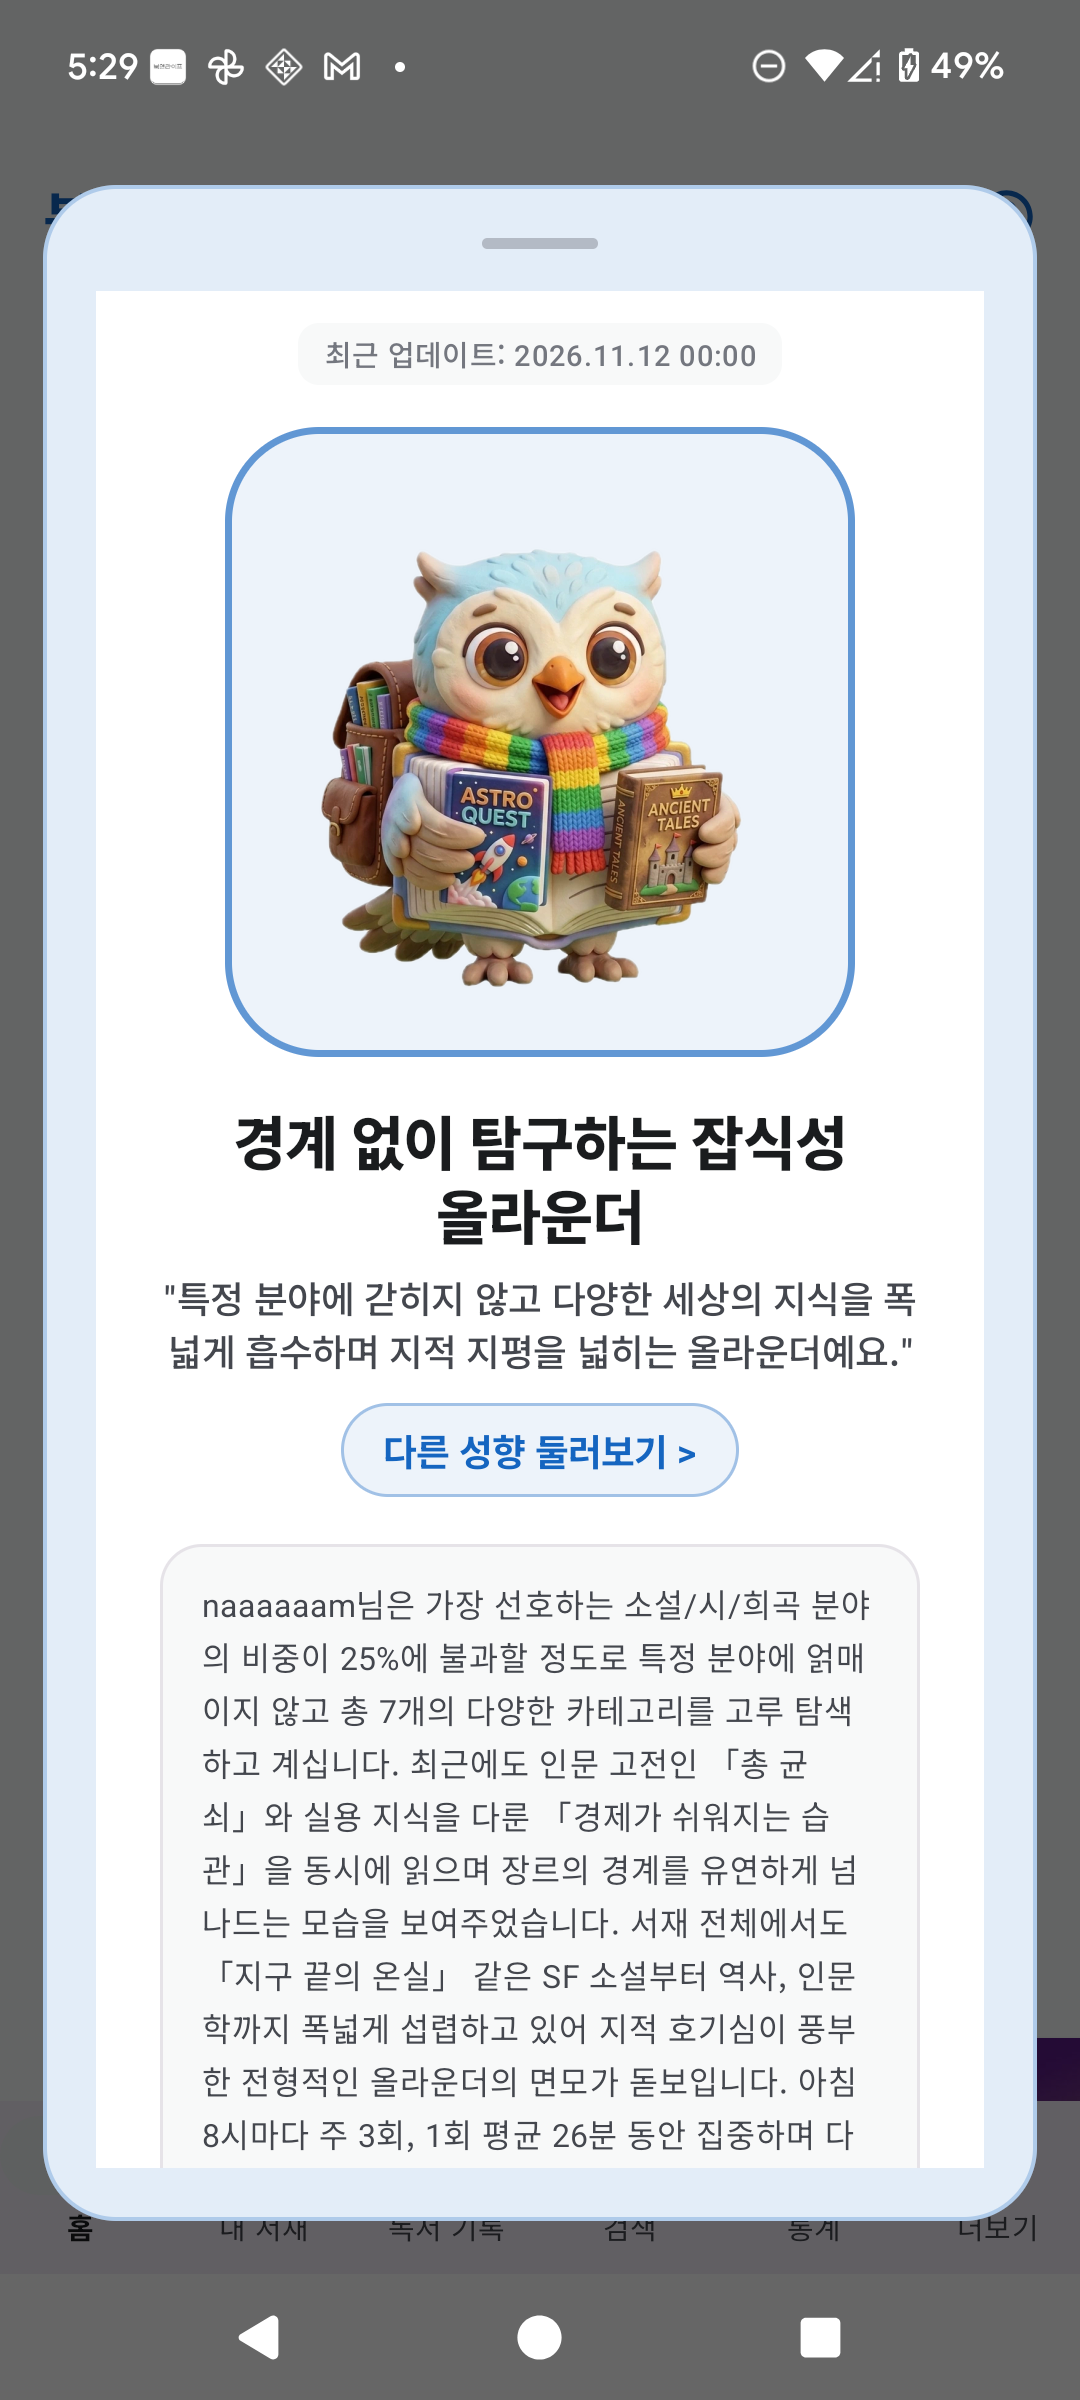 5:29
49%
최근 업데이트: 2026.11.12 00:00
ASTRO
QUEST
ANCIENT
TALES
ANCIENT TALES
경계 없이 탐구하는 잡식성
올라운더
"특정 분야에 갇히지 않고 다양한 세상의 지식을 폭
넓게 흡수하며 지적 지평을 넓히는 올라운더예요."
다른 성향 둘러보기 >
naaaaaam님은 가장 선호하는 소설/시/희곡 분야
의 비중이 25%에 불과할 정도로 특정 분야에 얽매
이지 않고 총 7개의 다양한 카테고리를 고루 탐색
하고 계십니다. 최근에도 인문 고전인 「총 균
쇠」와 실용 지식을 다룬 「경제가 쉬워지는 습
관」을 동시에 읽으며 장르의 경계를 유연하게 넘
나드는 모습을 보여주었습니다. 서재 전체에서도
「지구 끝의 온실」 같은 SF 소설부터 역사, 인문
학까지 폭넓게 섭렵하고 있어 지적 호기심이 풍부
한 전형적인 올라운더의 면모가 돋보입니다. 아침
8시마다 주 3회, 1회 평균 26분 동안 집중하며 다
홈 내 서재 독서 기록 검색 통계 더보기